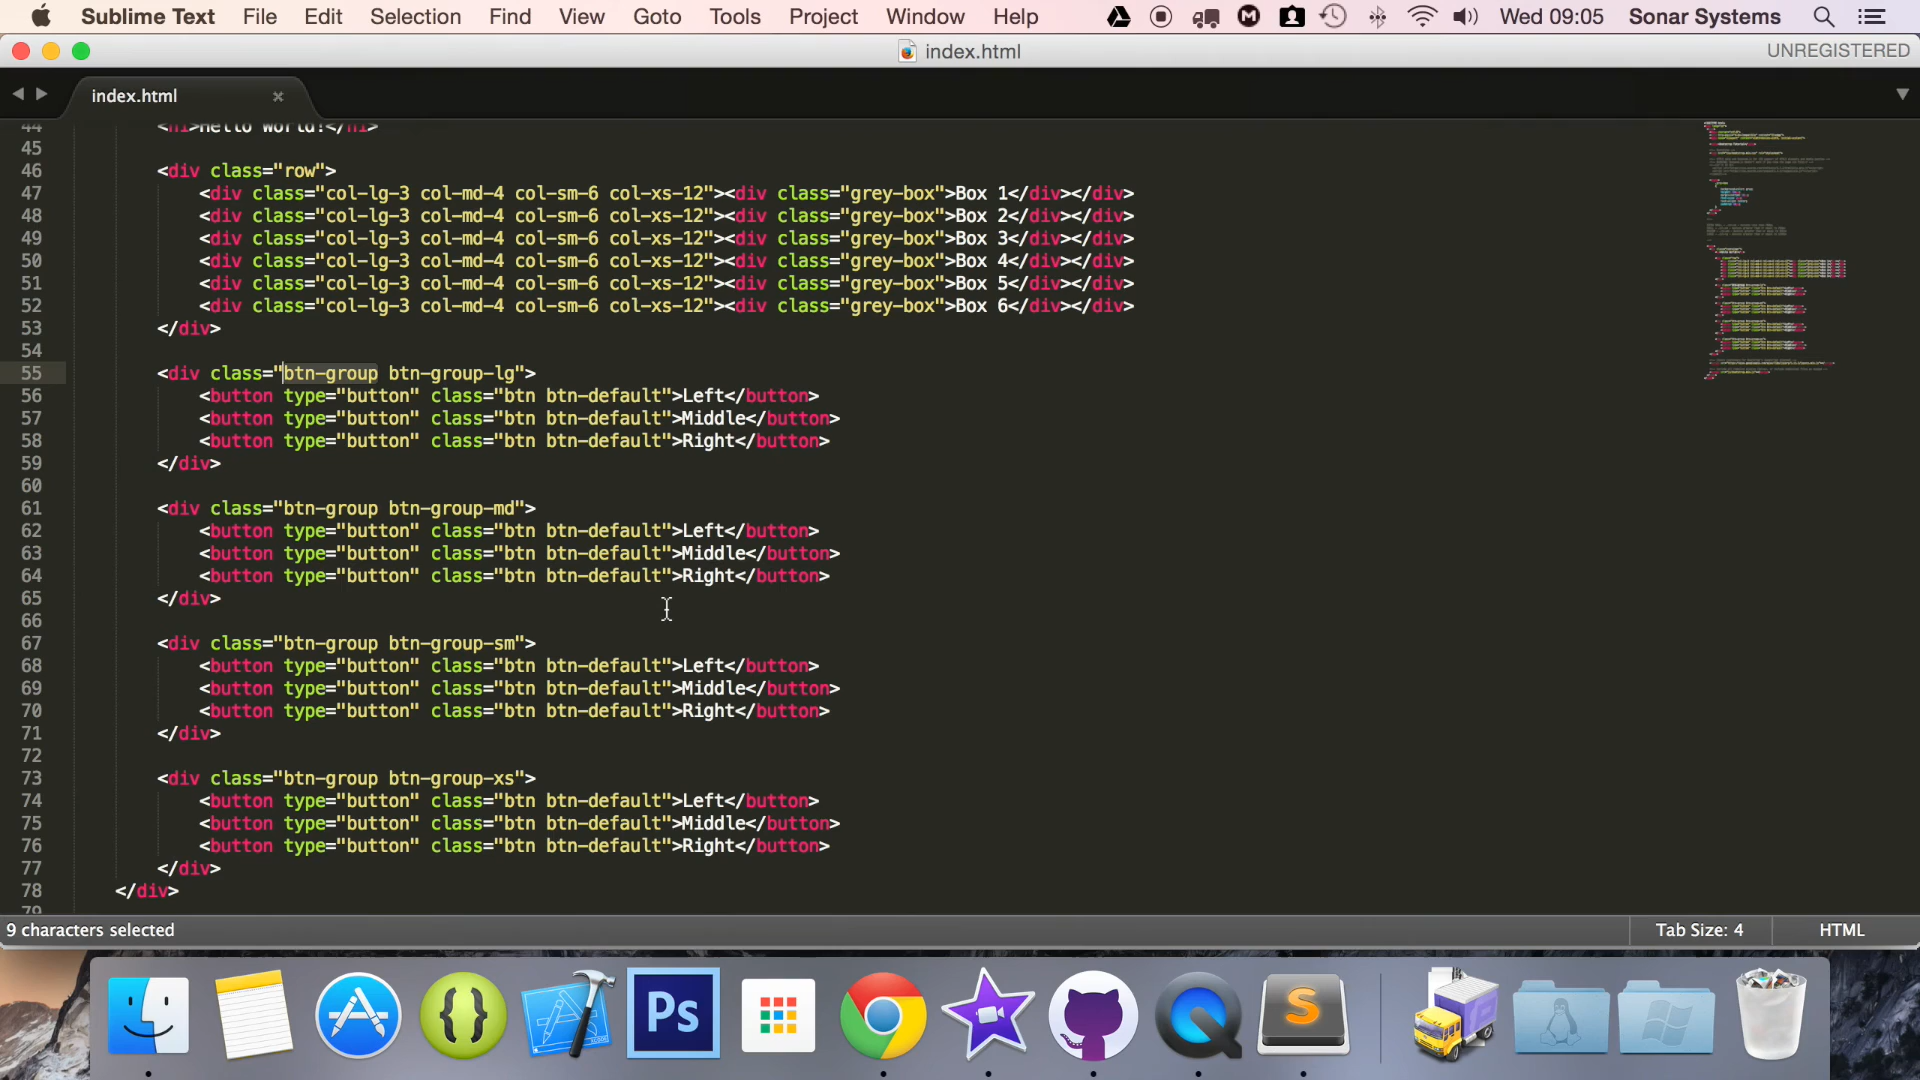 Sublime Text File Edit Selection Find View Goto Tools Project Window Help Wed 09:05 Sonar Systems
index.html UNREGISTERED
index.html
44 <h1>Hello World!</h1>
45
46 <div class="row">
47 <div class="col-lg-3 col-md-4 col-sm-6 col-xs-12"><div class="grey-box">Box 1</div></div>
48 <div class="col-lg-3 col-md-4 col-sm-6 col-xs-12"><div class="grey-box">Box 2</div></div>
49 <div class="col-lg-3 col-md-4 col-sm-6 col-xs-12"><div class="grey-box">Box 3</div></div>
50 <div class="col-lg-3 col-md-4 col-sm-6 col-xs-12"><div class="grey-box">Box 4</div></div>
51 <div class="col-lg-3 col-md-4 col-sm-6 col-xs-12"><div class="grey-box">Box 5</div></div>
52 <div class="col-lg-3 col-md-4 col-sm-6 col-xs-12"><div class="grey-box">Box 6</div></div>
53 </div>
54
55 <div class="btn-group btn-group-lg">
56 <button type="button" class="btn btn-default">Left</button>
57 <button type="button" class="btn btn-default">Middle</button>
58 <button type="button" class="btn btn-default">Right</button>
59 </div>
60
61 <div class="btn-group btn-group-md">
62 <button type="button" class="btn btn-default">Left</button>
63 <button type="button" class="btn btn-default">Middle</button>
64 <button type="button" class="btn btn-default">Right</button>
65 </div>
66
67 <div class="btn-group btn-group-sm">
68 <button type="button" class="btn btn-default">Left</button>
69 <button type="button" class="btn btn-default">Middle</button>
70 <button type="button" class="btn btn-default">Right</button>
71 </div>
72
73 <div class="btn-group btn-group-xs">
74 <button type="button" class="btn btn-default">Left</button>
75 <button type="button" class="btn btn-default">Middle</button>
76 <button type="button" class="btn btn-default">Right</button>
77 </div>
78 </div>
79
9 characters selected Tab Size: 4 HTML
Ps S